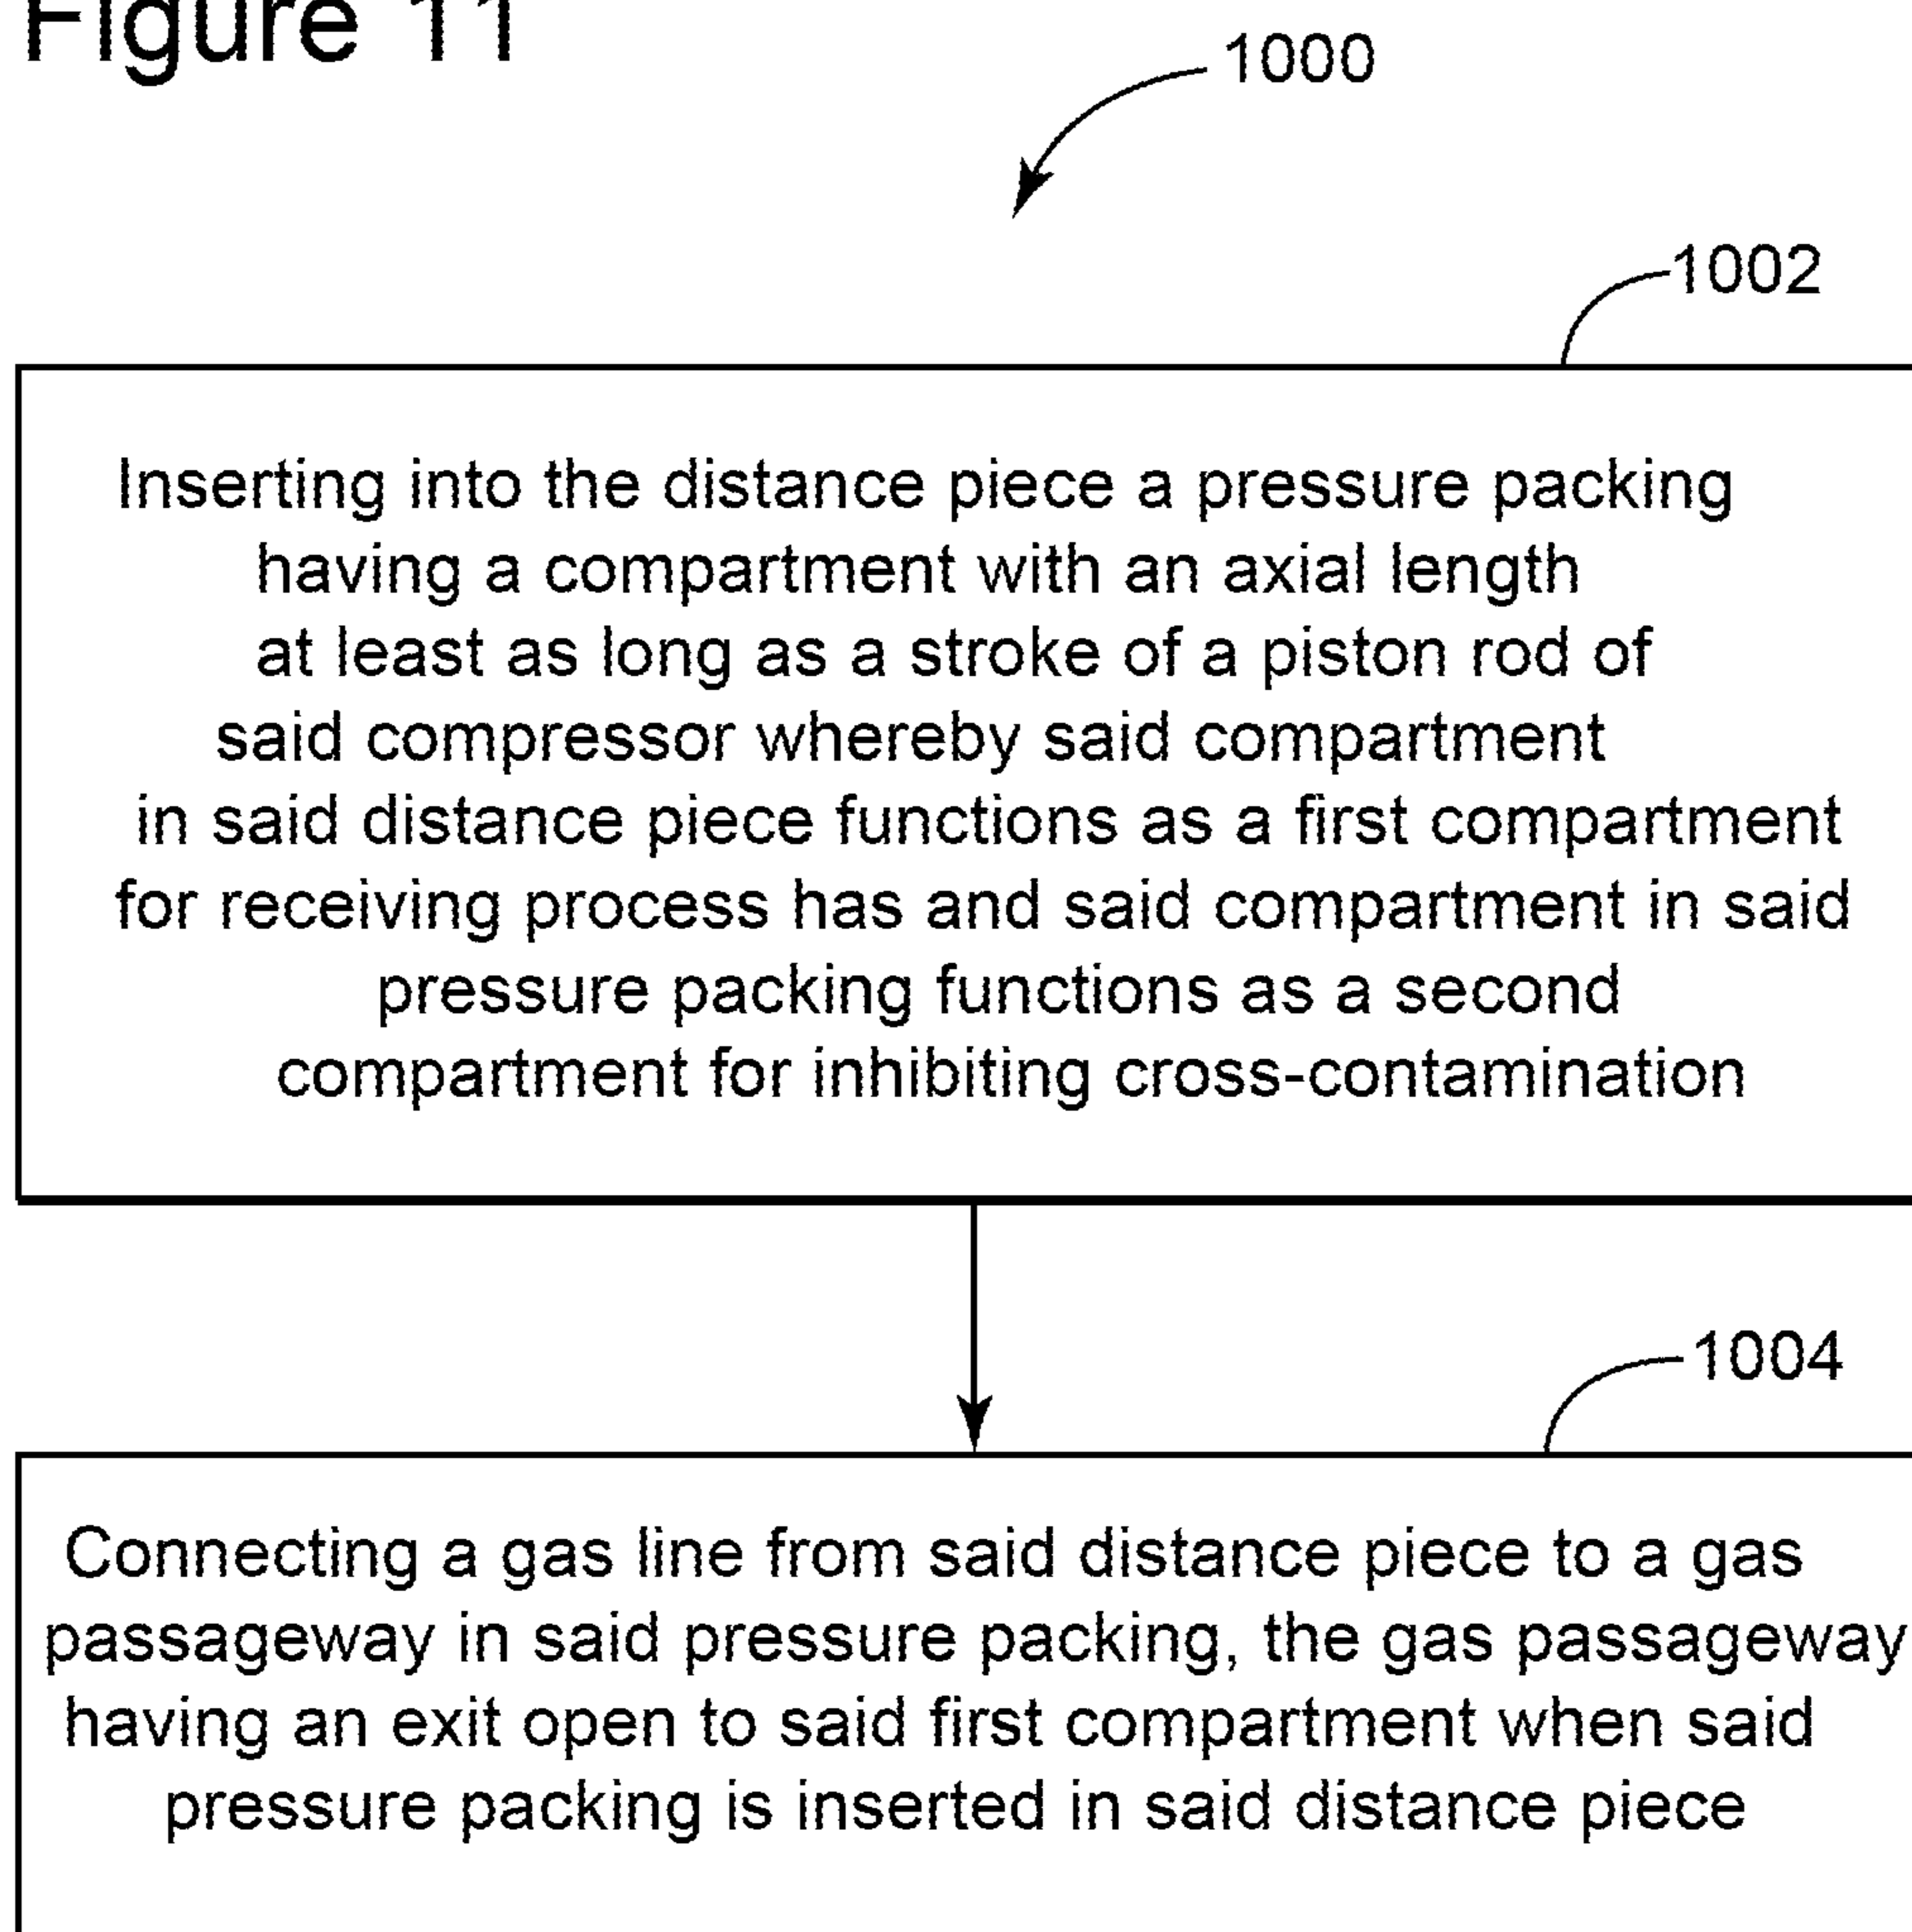 Figure 11
1000
1002
Inserting into the distance piece a pressure packing
having a compartment with an axial length
at least as long as a stroke of a piston rod of
said compressor whereby said compartment
in said distance piece functions as a first compartment
for receiving process has and said compartment in said
pressure packing functions as a second
compartment for inhibiting cross-contamination
1004
Connecting a gas line from said distance piece to a gas
passageway in said pressure packing, the gas passageway
having an exit open to said first compartment when said
pressure packing is inserted in said distance piece